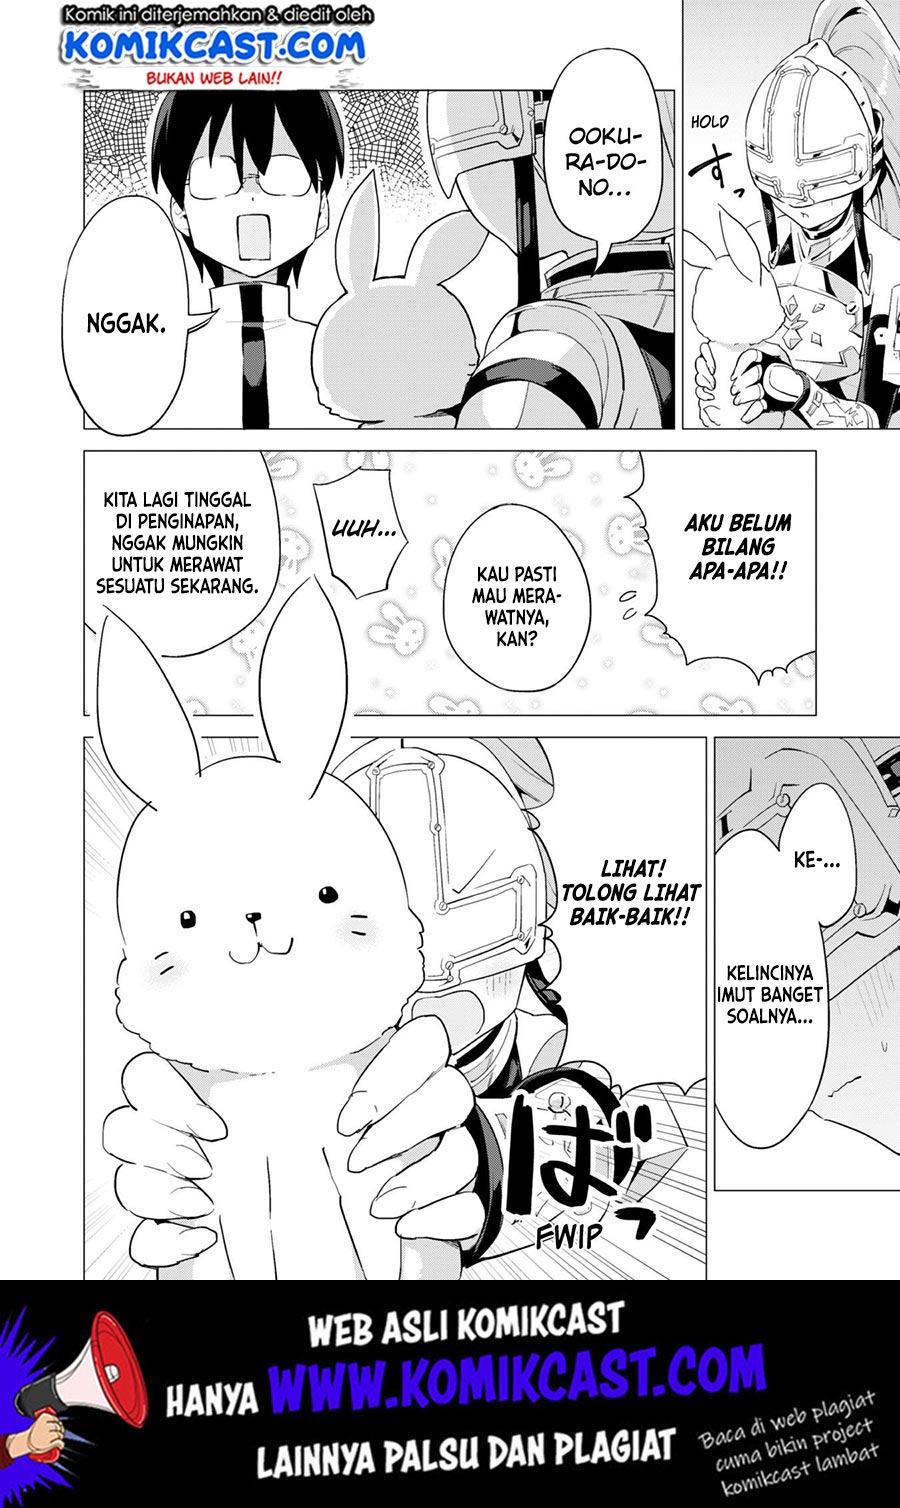 Komik ini diterjemahkan & diedit oleh
KOMIKCAST.COM
BUKAN WEB LAIN!!
HOLD
すっ
OOKU-
RA-DO-
NO...
NGGAK.
AKU BELUM
BILANG
APA-APA!!
KAU PASTI
MAU MERA-
WATNYA,
KAN?
UUH...
KITA LAGI TINGGAL
DI PENGINAPAN,
NGGAK MUNGKIN
UNTUK MERAWAT
SESUATU SEKARANG.
KE-...
KELINCINYA
IMUT BANGET
SOALNYA...
LIHAT!
TOLONG LIHAT
BAIK-BAIK!!
ばっ
FWIP
WEB ASLI KOMIKCAST
HANYA WWW.KOMIKCAST.COM
LAINNYA PALSU DAN PLAGIAT
Baca di web plagiat
cuma bikin project
komikcast lambat